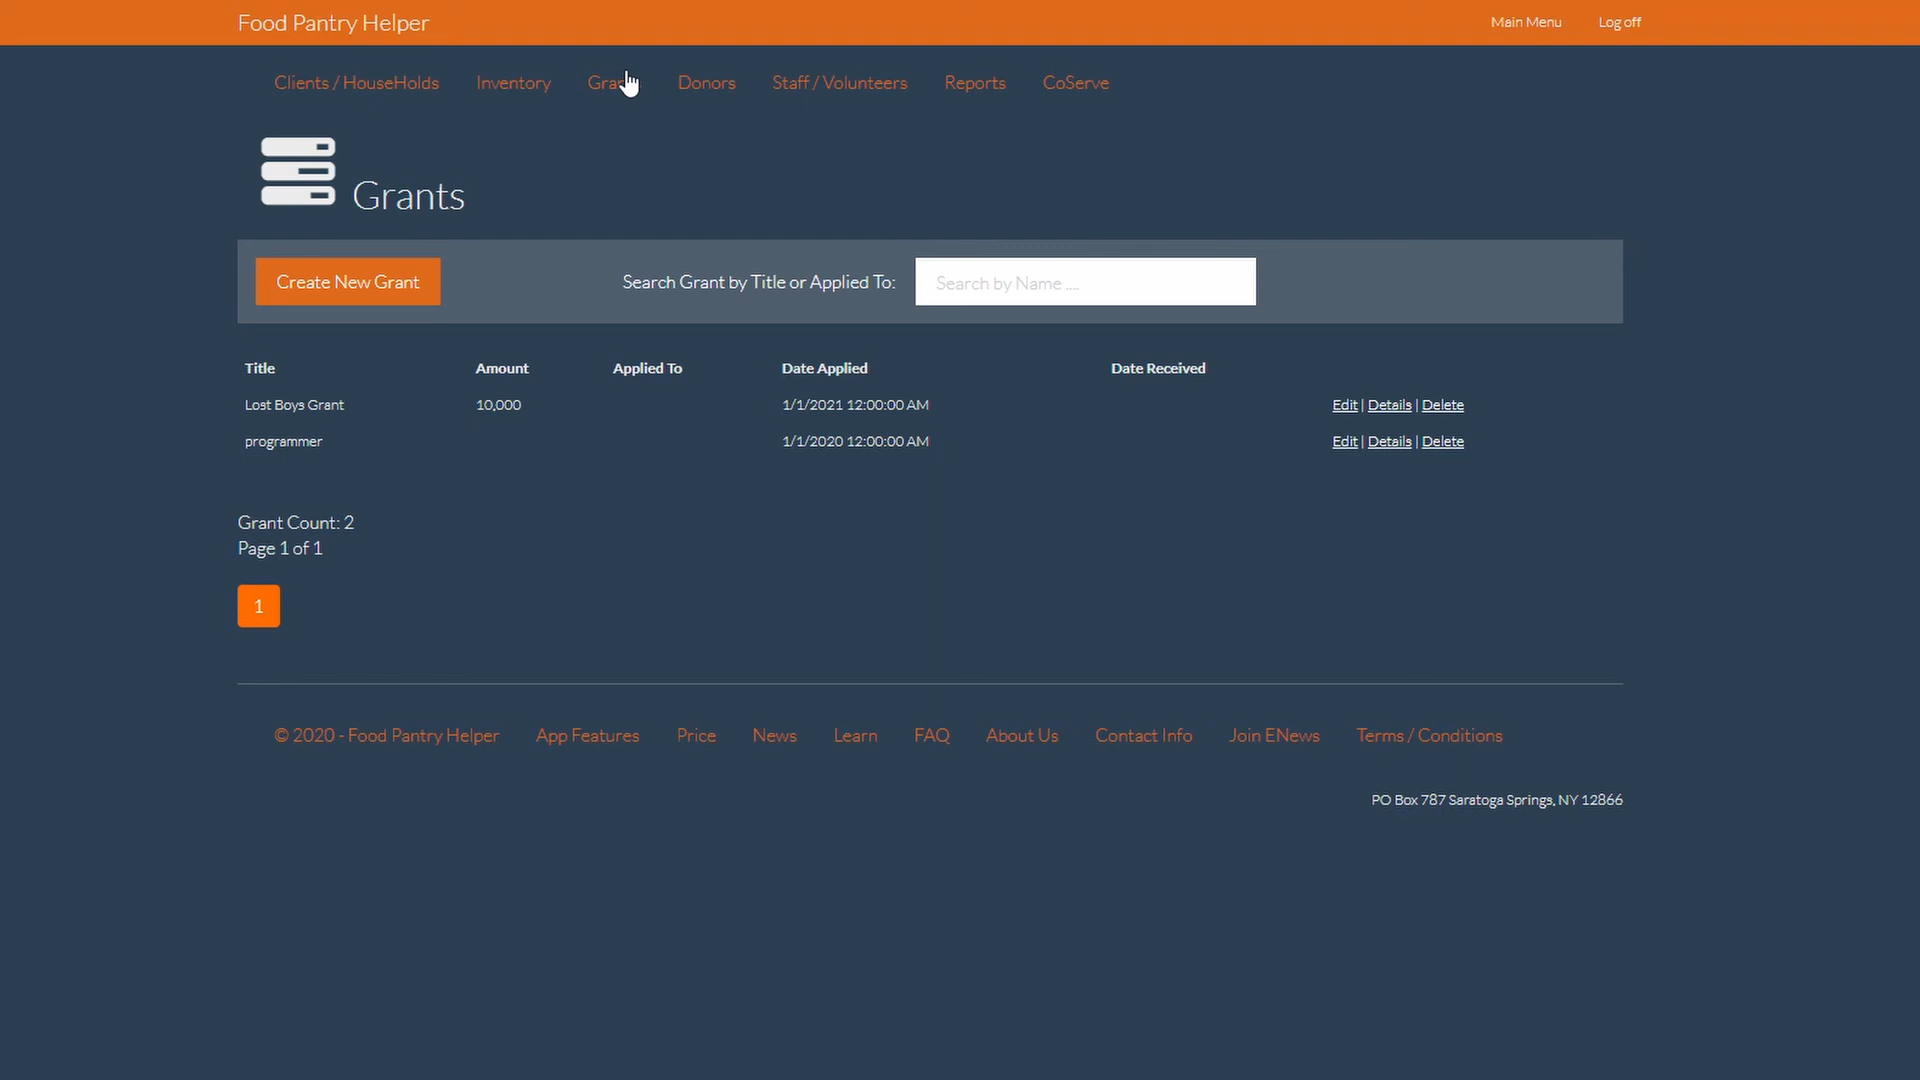 Food Pantry Helper Main Menu Log off
Clients / HouseHolds Inventory Donors Staff / Volunteers Reports CoServe
Grants
Create New Grant Search Grant by Title or Applied To: Search by Name ....
Title Amount Applied To Date Applied Date Received
Lost Boys Grant 10,000 1/1/2021 12:00:00 AM Edit | Details | Delete
programmer 1/1/2020 12:00:00 AM Edit | Details | Delete
Grant Count: 2
Page 1 of 1
1
© 2020 - Food Pantry Helper App Features Price News Learn FAQ About Us Contact Info Join ENews Terms / Conditions
PO Box 787 Saratoga Springs, NY 12866